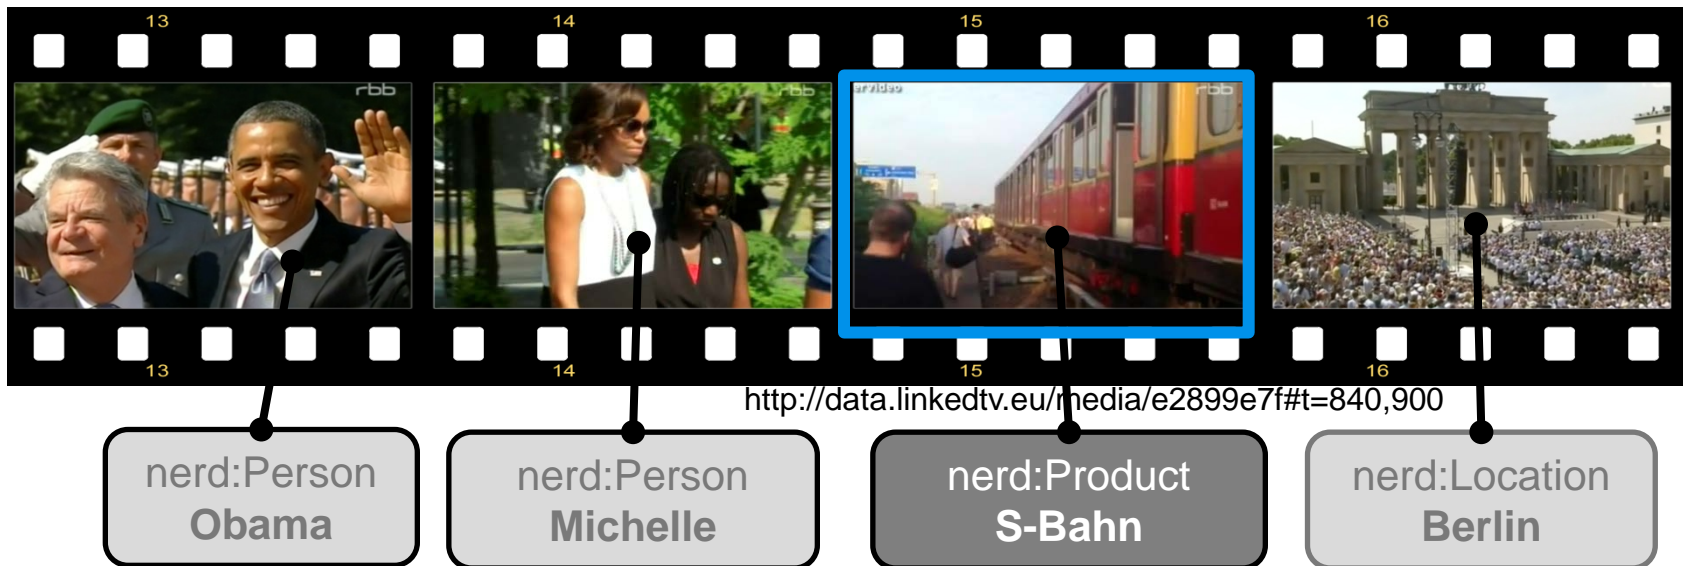 13
14
15
16
rbb
rbb
ervideo
rbb
13
14
15
16
http://data.linkedtv.eu/media/e2899e7f#t=840,900
nerd:Person
Obama
nerd:Person
Michelle
nerd:Product
S-Bahn
nerd:Location
Berlin